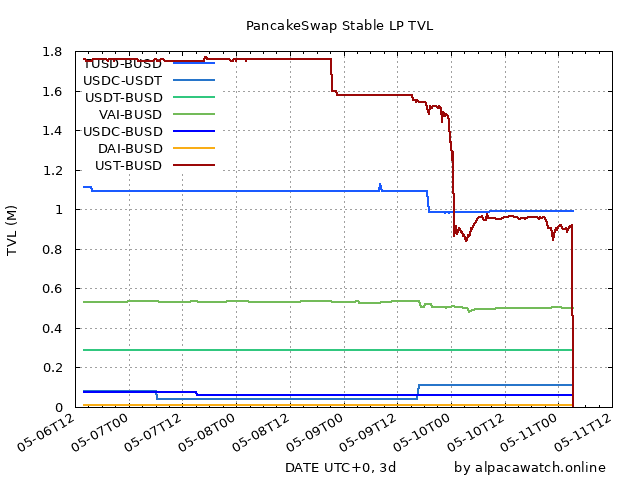 PancakeSwap Stable LP TVL
1.8
1.6
1.4
1.2
1
0.8
0.6
0.4
0.2
0
TVL (M)
TUSD-BUSD
USDC-USDT
USDT-BUSD
VAI-BUSD
USDC-BUSD
DAI-BUSD
UST-BUSD
05-06T12
05-07T00
05-07T12
05-08T00
05-08T12
05-09T00
05-09T12
05-10T00
05-10T12
05-11T00
05-11T12
DATE UTC+0, 3d
by alpacawatch.online